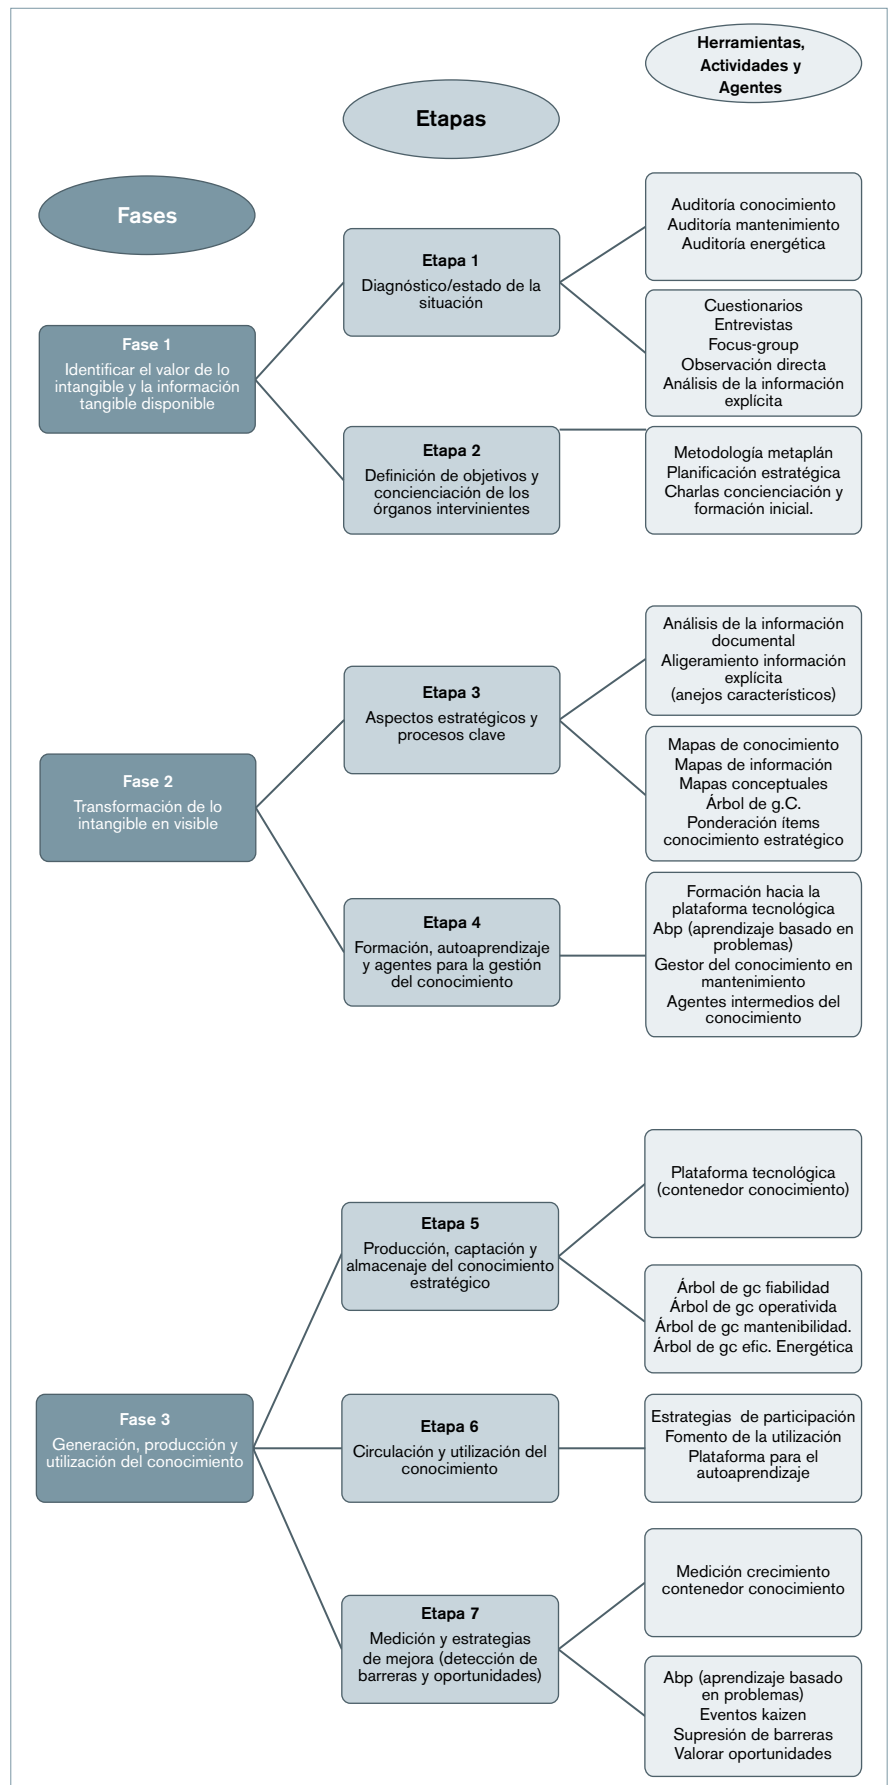 Herramientas,
Actividades y
Agentes
Etapas
Fases
Fase 1
Identificar el valor de lo
intangible y la información
tangible disponible
Etapa 1
Diagnóstico/estado de la
situación
Auditoría conocimiento
Auditoría mantenimiento
Auditoría energética
Cuestionarios
Entrevistas
Focus-group
Observación directa
Análisis de la información
explícita
Etapa 2
Definición de objetivos y
concienciación de los
órganos intervinientes
Metodología metaplán
Planificación estratégica
Charlas concienciación y
formación inicial.
Fase 2
Transformación de lo
intangible en visible
Etapa 3
Aspectos estratégicos y
procesos clave
Análisis de la información
documental
Aligeramiento información
explícita
(anejos característicos)
Mapas de conocimiento
Mapas de información
Mapas conceptuales
Árbol de g.C.
Ponderación ítems
conocimiento estratégico
Etapa 4
Formación, autoaprendizaje
y agentes para la gestión
del conocimiento
Formación hacia la
plataforma tecnológica
Abp (aprendizaje basado en
problemas)
Gestor del conocimiento en
mantenimiento
Agentes intermedios del
conocimiento
Fase 3
Generación, producción y
utilización del conocimiento
Etapa 5
Producción, captación y
almacenaje del conocimiento
estratégico
Plataforma tecnológica
(contenedor conocimiento)
Árbol de gc fiabilidad
Árbol de gc operativida
Árbol de gc mantenibilidad.
Árbol de gc efic. Energética
Etapa 6
Circulación y utilización del
conocimiento
Estrategias de participación
Fomento de la utilización
Plataforma para el
autoaprendizaje
Etapa 7
Medición y estrategias
de mejora (detección de
barreras y oportunidades)
Medición crecimiento
contenedor conocimiento
Abp (aprendizaje basado
en problemas)
Eventos kaizen
Supresión de barreras
Valorar oportunidades